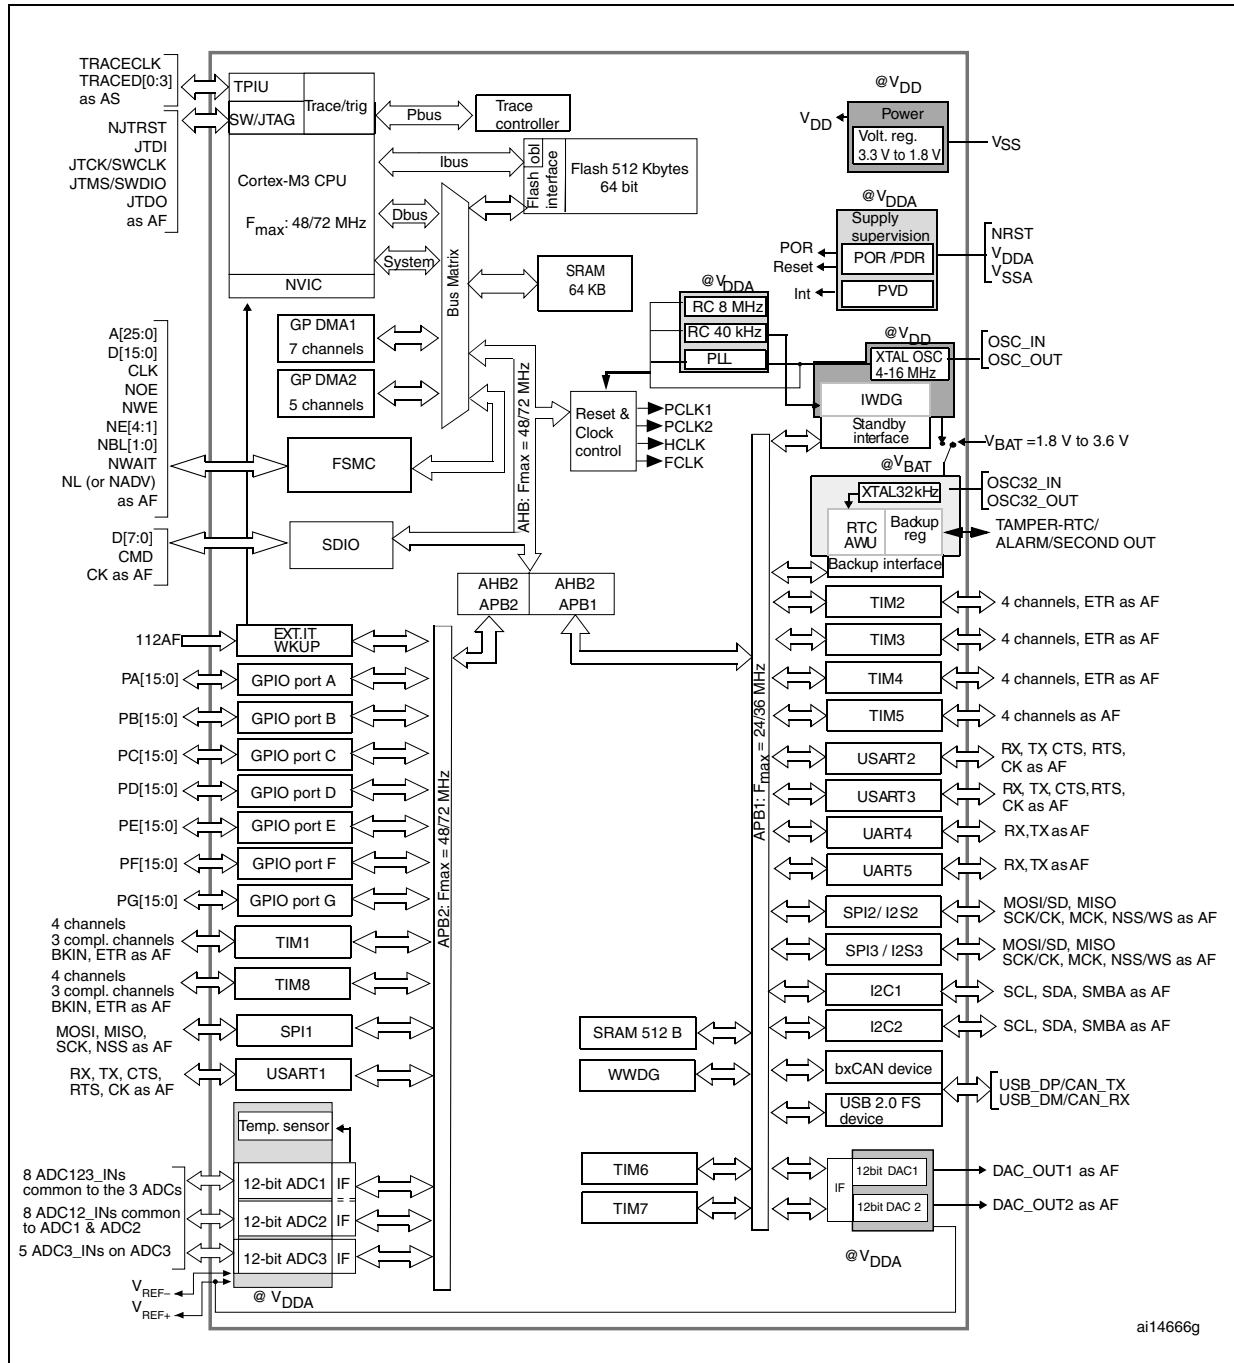 TRACECLK
TRACED[0:3]
as AS
NJTRST
JTDI
JTCK/SWCLK
JTMS/SWDIO
JTDO
as AF
TPIU
SW/JTAG
Trace/trig
Cortex-M3 CPU
Fmax: 48/72 MHz
NVIC
Pbus
Trace
controller
Ibus
Flash obl
interface
Flash 512 Kbytes
64 bit
Dbus
System
Bus Matrix
SRAM
64 KB
GP DMA1
7 channels
GP DMA2
5 channels
@VDD
Power
VDD
Volt. reg.
3.3 V to 1.8 V
VSS
@VDDA
Supply
supervision
POR
Reset
POR /PDR
Int
PVD
NRST
VDDA
VSSA
@VDDA
RC 8 MHz
RC 40 kHz
PLL
@VDD
XTAL OSC
4-16 MHz
OSC_IN
OSC_OUT
IWDG
Standby
interface
VBAT =1.8 V to 3.6 V
Reset &
Clock
control
PCLK1
PCLK2
HCLK
FCLK
@VBAT
XTAL32kHz
OSC32_IN
OSC32_OUT
RTC
AWU
Backup
reg
TAMPER-RTC/
ALARM/SECOND OUT
Backup interface
A[25:0]
D[15:0]
CLK
NOE
NWE
NE[4:1]
NBL[1:0]
NWAIT
NL (or NADV)
as AF
FSMC
AHB: Fmax = 48/72 MHz
D[7:0]
CMD
CK as AF
SDIO
AHB2
APB2
AHB2
APB1
112AF
EXT.IT
WKUP
PA[15:0]
GPIO port A
PB[15:0]
GPIO port B
PC[15:0]
GPIO port C
PD[15:0]
GPIO port D
PE[15:0]
GPIO port E
PF[15:0]
GPIO port F
PG[15:0]
GPIO port G
4 channels
3 compl. channels
BKIN, ETR as AF
TIM1
4 channels
3 compl. channels
BKIN, ETR as AF
TIM8
MOSI, MISO,
SCK, NSS as AF
SPI1
RX, TX, CTS,
RTS, CK as AF
USART1
APB2: Fmax = 48/72 MHz
APB1: Fmax = 24/36 MHz
TIM2
4 channels, ETR as AF
TIM3
4 channels, ETR as AF
TIM4
4 channels, ETR as AF
TIM5
4 channels as AF
USART2
RX, TX, CTS, RTS,
CK as AF
USART3
RX, TX, CTS, RTS,
CK as AF
UART4
RX,TX as AF
UART5
RX, TX as AF
SPI2/ I2S2
MOSI/SD, MISO
SCK/CK, MCK, NSS/WS as AF
SPI3 / I2S3
MOSI/SD, MISO
SCK/CK, MCK, NSS/WS as AF
I2C1
SCL, SDA, SMBA as AF
I2C2
SCL, SDA, SMBA as AF
SRAM 512 B
WWDG
bxCAN device
USB 2.0 FS
device
USB_DP/CAN_TX
USB_DM/CAN_RX
Temp. sensor
8 ADC123_INs
common to the 3 ADCs
12-bit ADC1
IF
8 ADC12_INs common
to ADC1 & ADC2
12-bit ADC2
IF
5 ADC3_INs on ADC3
12-bit ADC3
IF
VREF–
VREF+
@ VDDA
TIM6
TIM7
IF
12bit DAC1
DAC_OUT1 as AF
12bit DAC 2
DAC_OUT2 as AF
@VDDA
ai14666g